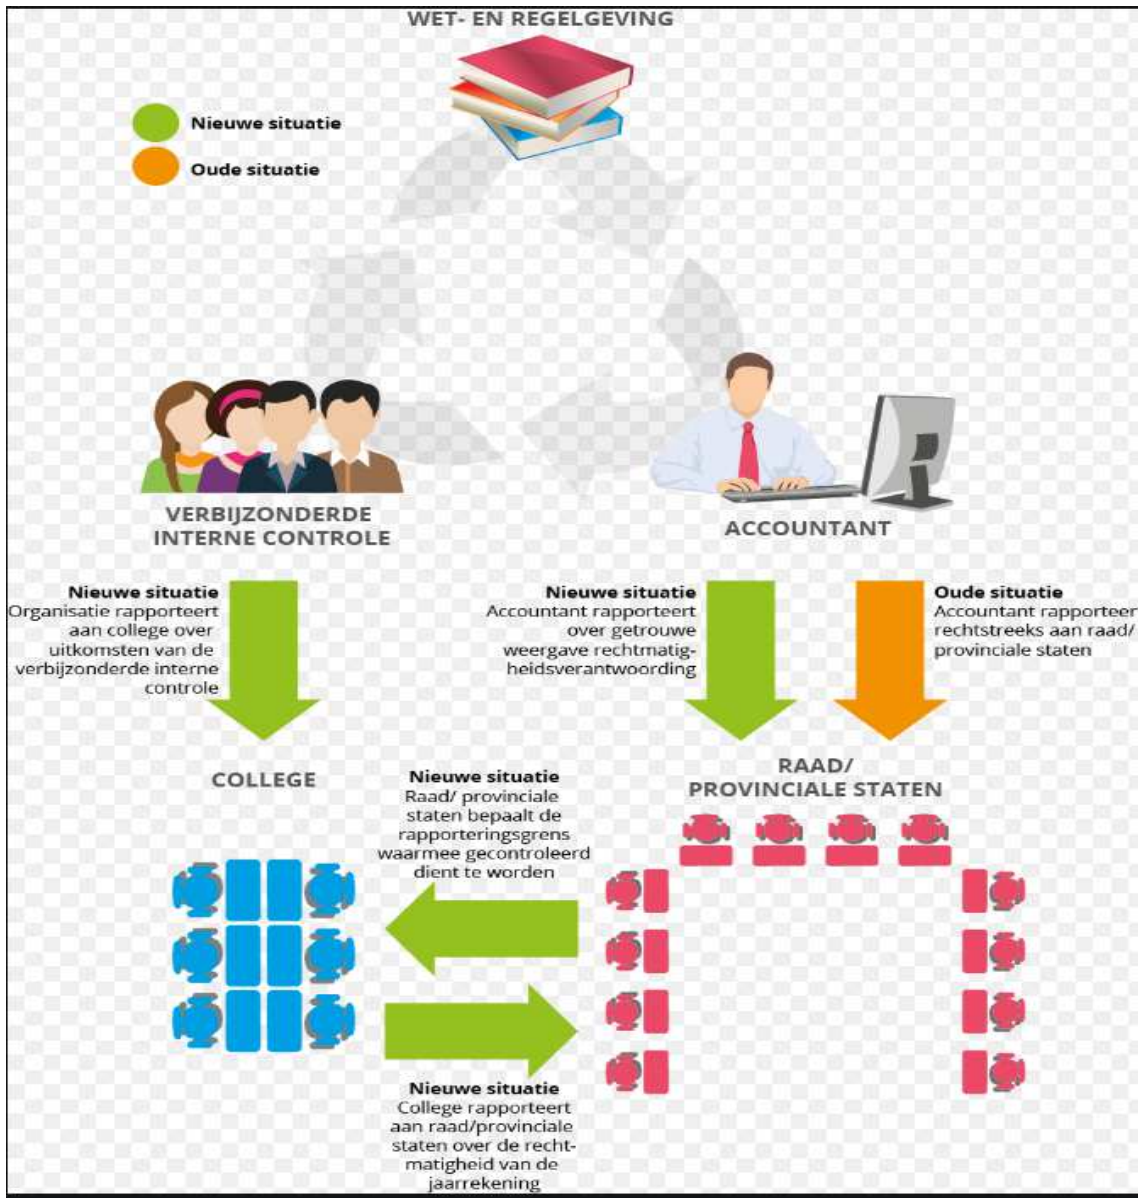 WET- EN REGELGEVING
Nieuwe situatie
Oude situatie
VERBIJZONDERDE
INTERNE CONTROLE
ACCOUNTANT
Nieuwe situatie
Organisatie rapporteert
aan college over
uitkomsten van de
verbijzonderde interne
controle
Nieuwe situatie
Accountant rapporteert
over getrouwe
weergave rechtmatig-
heidsverantwoording
Oude situatie
Accountant rapporteer
rechtstreeks aan raad/
provinciale staten
COLLEGE
Nieuwe situatie
Raad/ provinciale
staten bepaalt de
rapporteringsgrens
waarmee gecontroleerd
dient te worden
RAAD/
PROVINCIALE STATEN
Nieuwe situatie
College rapporteert
aan raad/provinciale
staten over de recht-
matigheid van de
jaarrekening